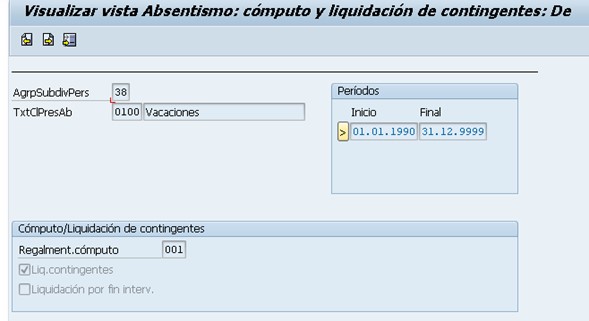 Visualizar vista Absentismo: cómputo y liquidación de contingentes: De
AgrpSubdivPers 38
TxtClPresAb 0100 Vacaciones
Períodos
Inicio Final
01.01.1990 31.12.9999
Cómputo/Liquidación de contingentes
Regalment.cómputo 001
Liq.contingentes
Liquidación por fin interv.